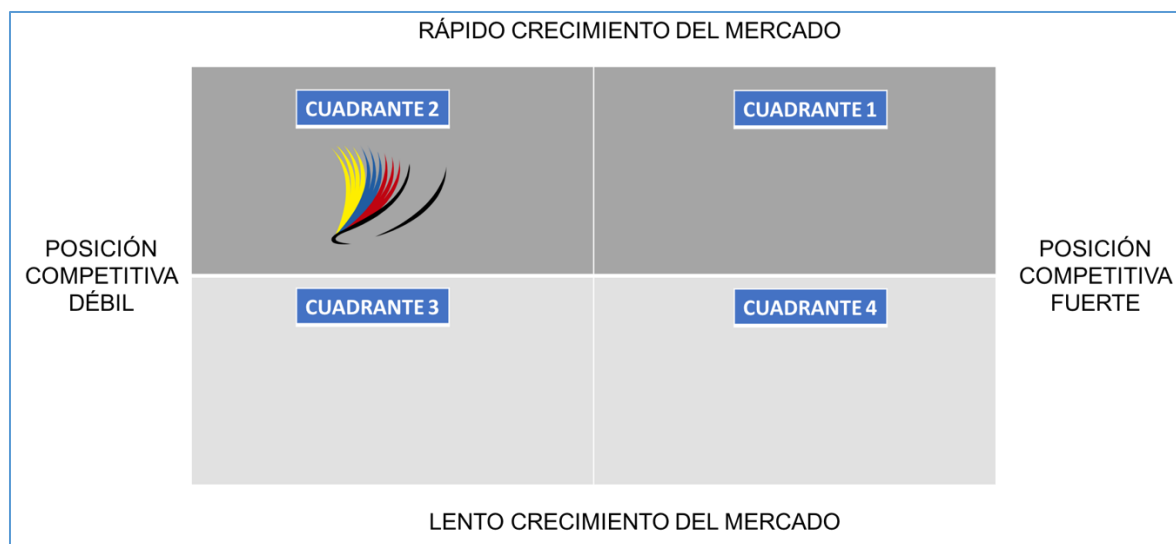 RÁPIDO CRECIMIENTO DEL MERCADO
CUADRANTE 2
CUADRANTE 1
POSICIÓN
COMPETITIVA
DÉBIL
POSICIÓN
COMPETITIVA
FUERTE
CUADRANTE 3
CUADRANTE 4
LENTO CRECIMIENTO DEL MERCADO